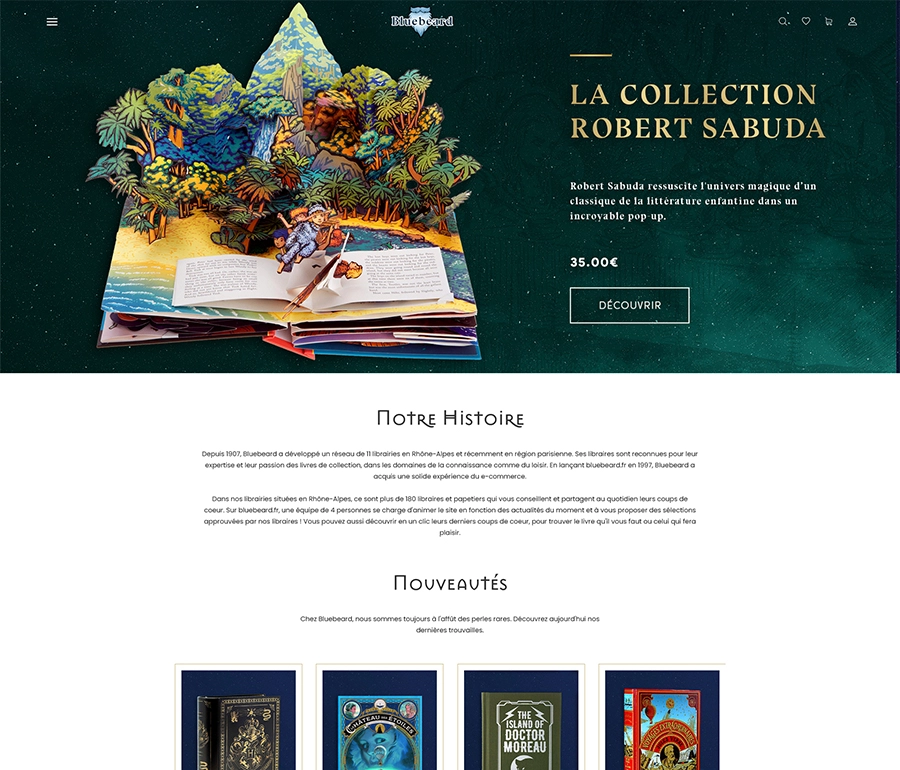 Bluebeard
LA COLLECTION
ROBERT SABUDA
Robert Sabuda ressuscite l'univers magique d'un
classique de la littérature enfantine dans un
incroyable pop-up.
35.00€
DÉCOUVRIR
Notre Histoire
Depuis 1907, Bluebeard a développé un réseau de 11 librairies en Rhône-Alpes et récemment en région parisienne. Ses libraires sont reconnues pour leur
expertise et leur passion des livres de collection, dans les domaines de la connaissance comme du loisir. En lançant bluebeard.fr en 1997, Bluebeard a
acquis une solide expérience du e-commerce.
Dans nos librairies situées en Rhône-Alpes, ce sont plus de 180 libraires et papetiers qui vous conseillent et partagent au quotidien leurs coups de
coeur. Sur bluebeard.fr, une équipe de 4 personnes se charge d'animer le site en fonction des actualités du moment et à vous proposer des sélections
approuvées par nos libraires ! Vous pouvez aussi découvrir en un clic leurs derniers coups de coeur, pour trouver le livre qu'il vous faut ou celui qui fera
plaisir.
Nouveautés
Chez Bluebeard, nous sommes toujours à l'affût des perles rares. Découvrez aujourd'hui nos
dernières trouvailles.
CHÂTEAU DES ÉTOILES
THE
ISLAND OF
DOCTOR
MOREAU
VOYAGES EXTRAORDINAIRES